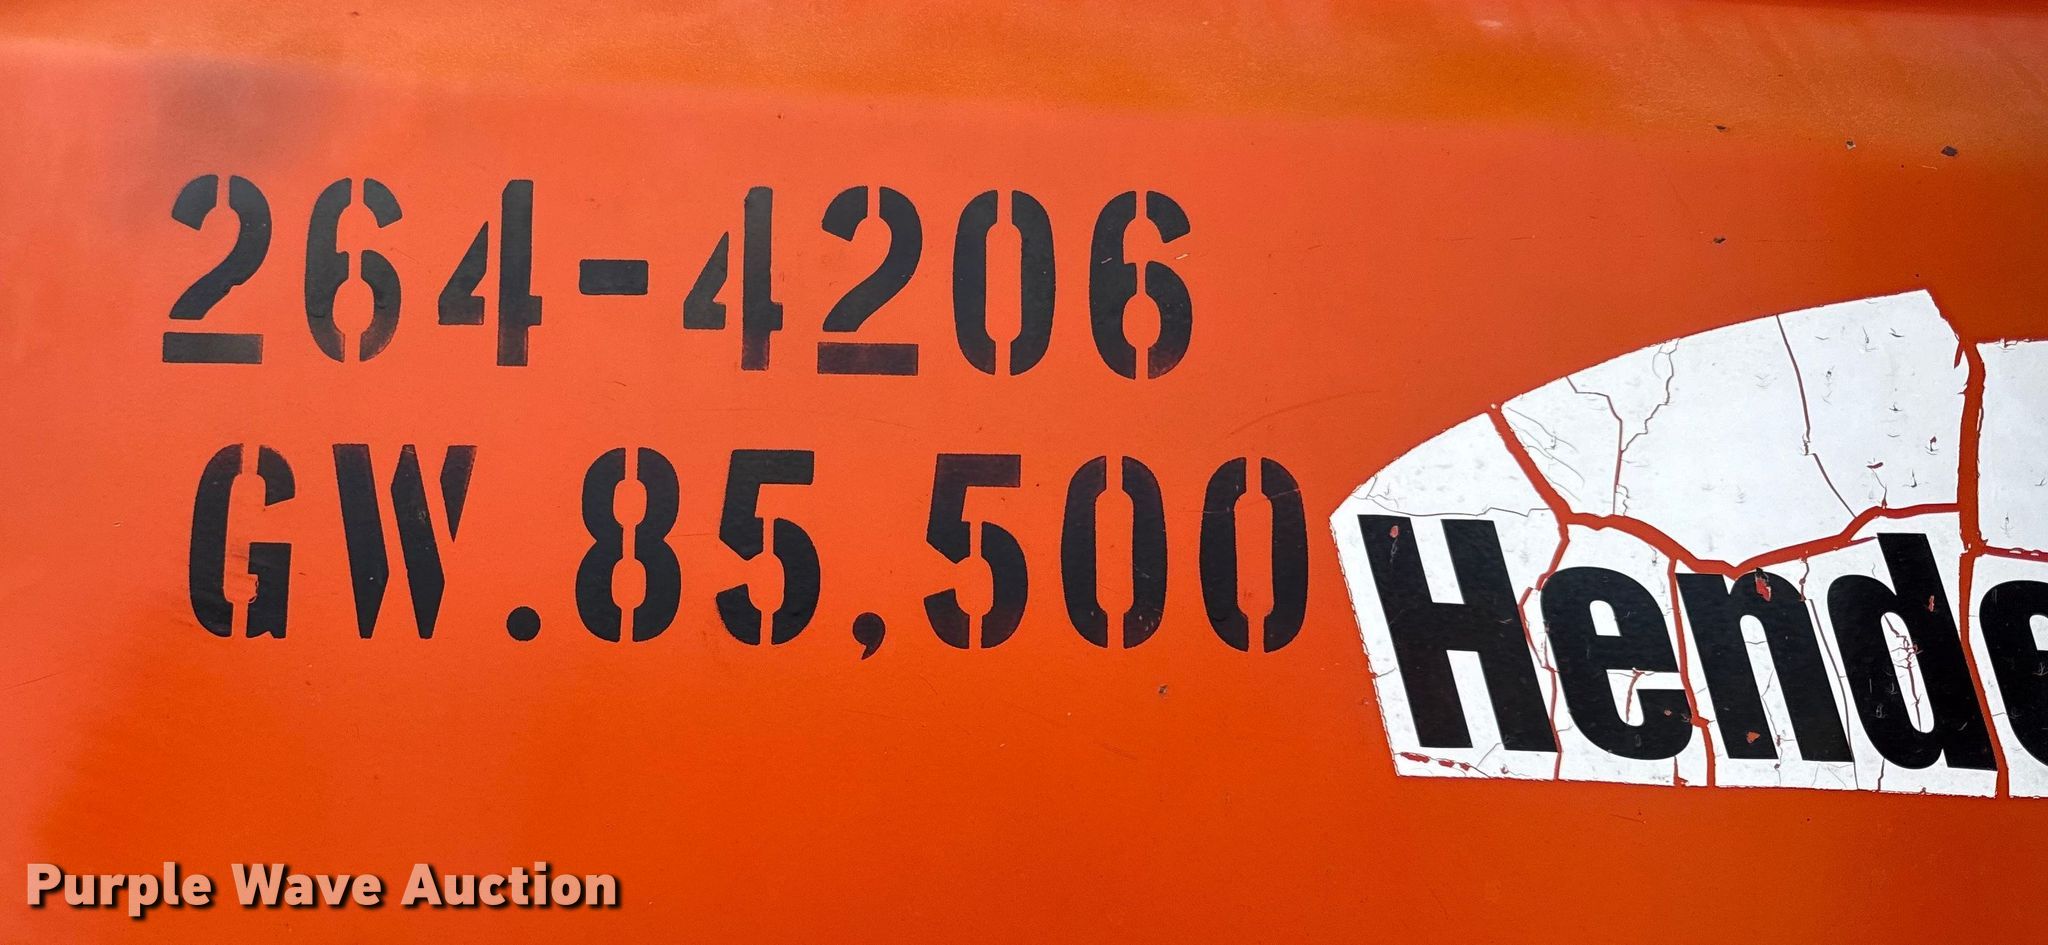 264-4206
GW.85,500
Hende
Purple Wave Auction